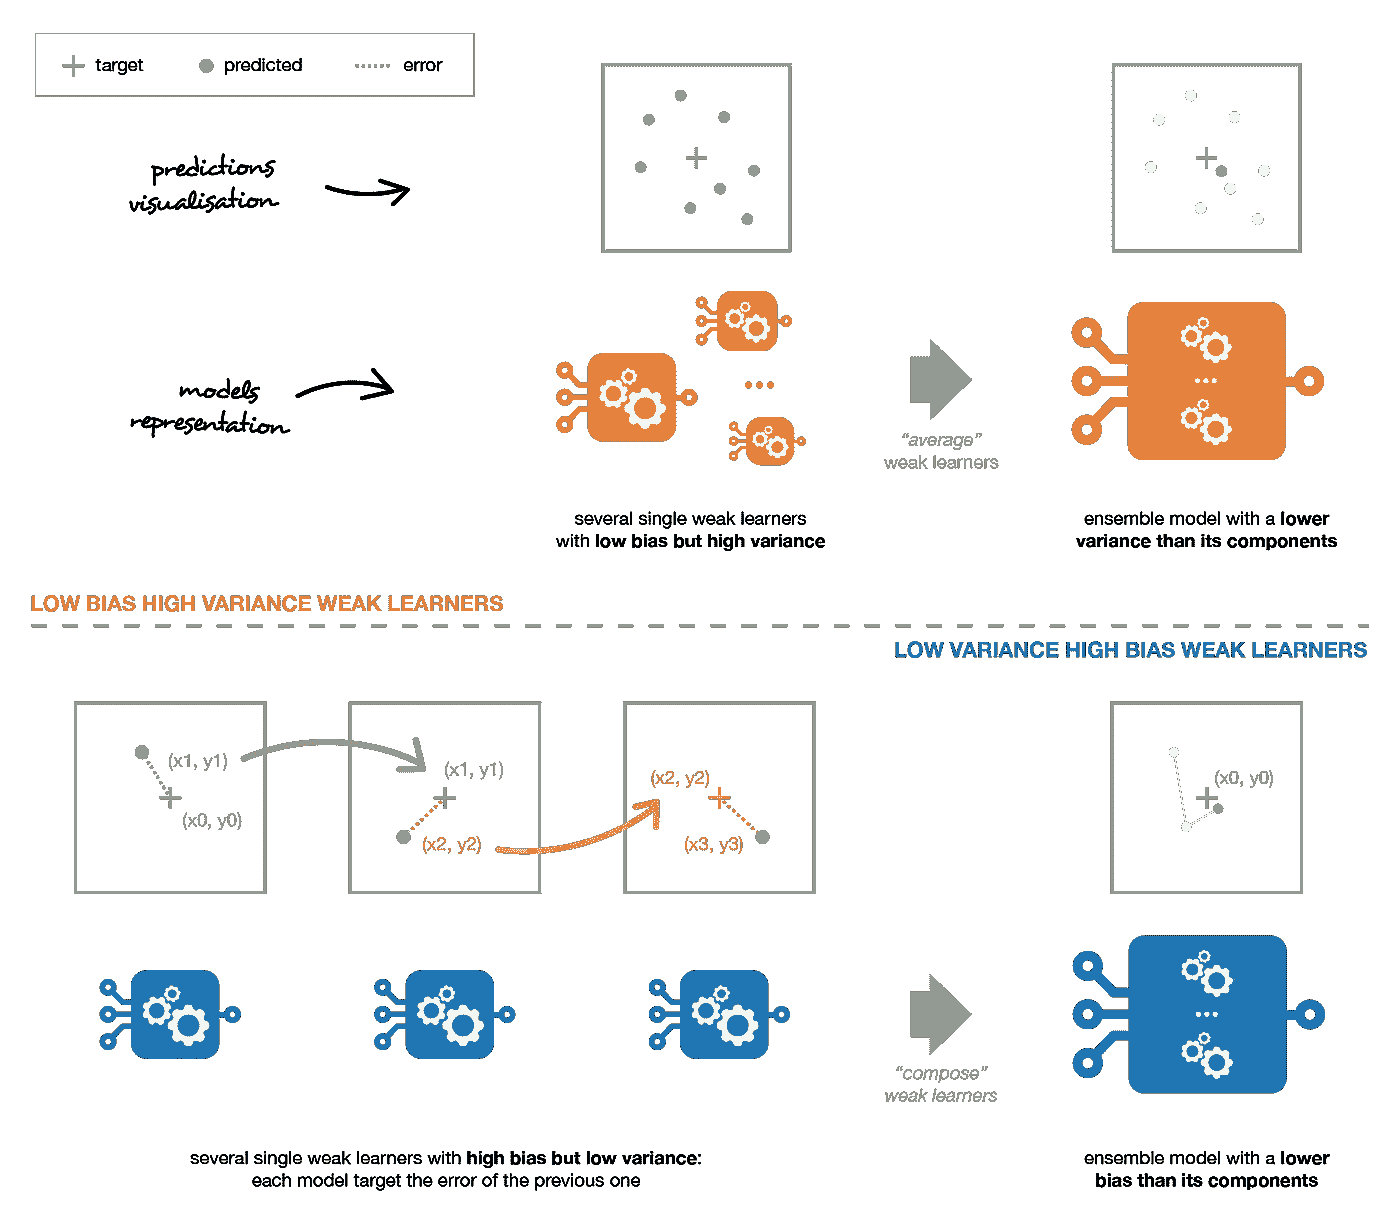 target
predicted
error
predictions
visualisation
models
representation
"average"
weak learners
several single weak learners
with low bias but high variance
ensemble model with a lower
variance than its components
LOW BIAS HIGH VARIANCE WEAK LEARNERS
LOW VARIANCE HIGH BIAS WEAK LEARNERS
(x1, y1)
(x0, y0)
(x1, y1)
(x2, y2)
(x2, y2)
(x3, y3)
(x0, y0)
"compose"
weak learners
several single weak learners with high bias but low variance:
each model target the error of the previous one
ensemble model with a lower
bias than its components